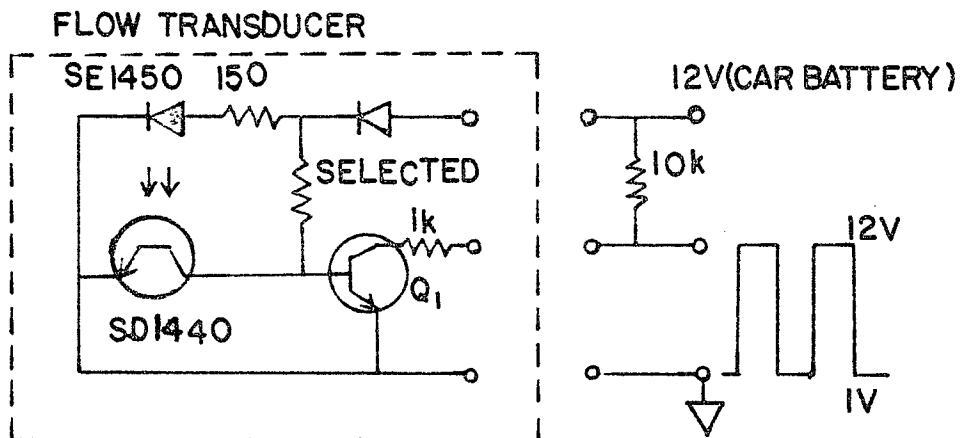 FLOW TRANSDUCER
SE1450 150
12V(CAR BATTERY)
SELECTED
10k
1k
12V
Q1
SD1440
1V